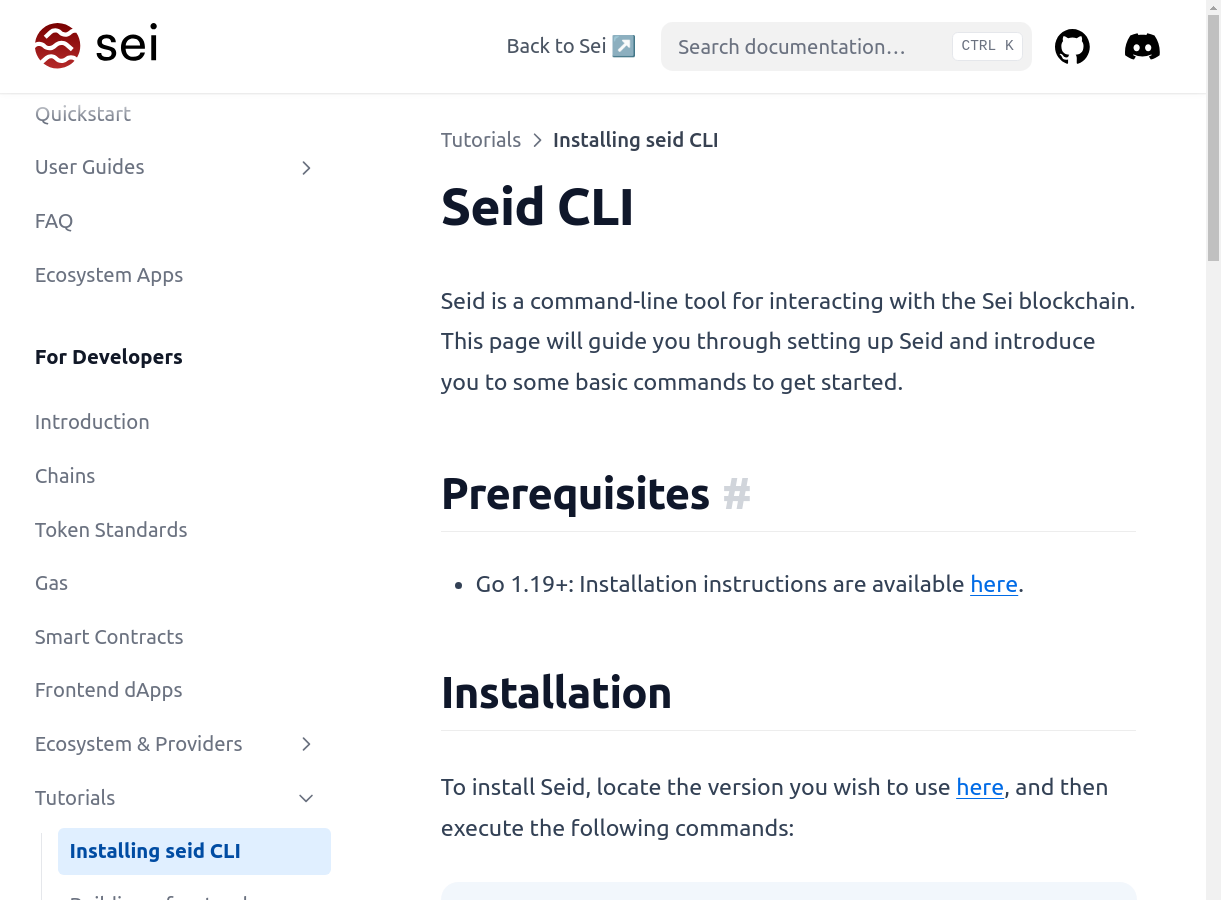 sei
Back to Sei ↗️
Search documentation…
CTRL K
Quickstart
User Guides
FAQ
Ecosystem Apps
For Developers
Introduction
Chains
Token Standards
Gas
Smart Contracts
Frontend dApps
Ecosystem & Providers
Tutorials
Installing seid CLI
Tutorials > Installing seid CLI
Seid CLI
Seid is a command-line tool for interacting with the Sei blockchain.
This page will guide you through setting up Seid and introduce
you to some basic commands to get started.
Prerequisites #
• Go 1.19+: Installation instructions are available here.
Installation
To install Seid, locate the version you wish to use here, and then
execute the following commands: